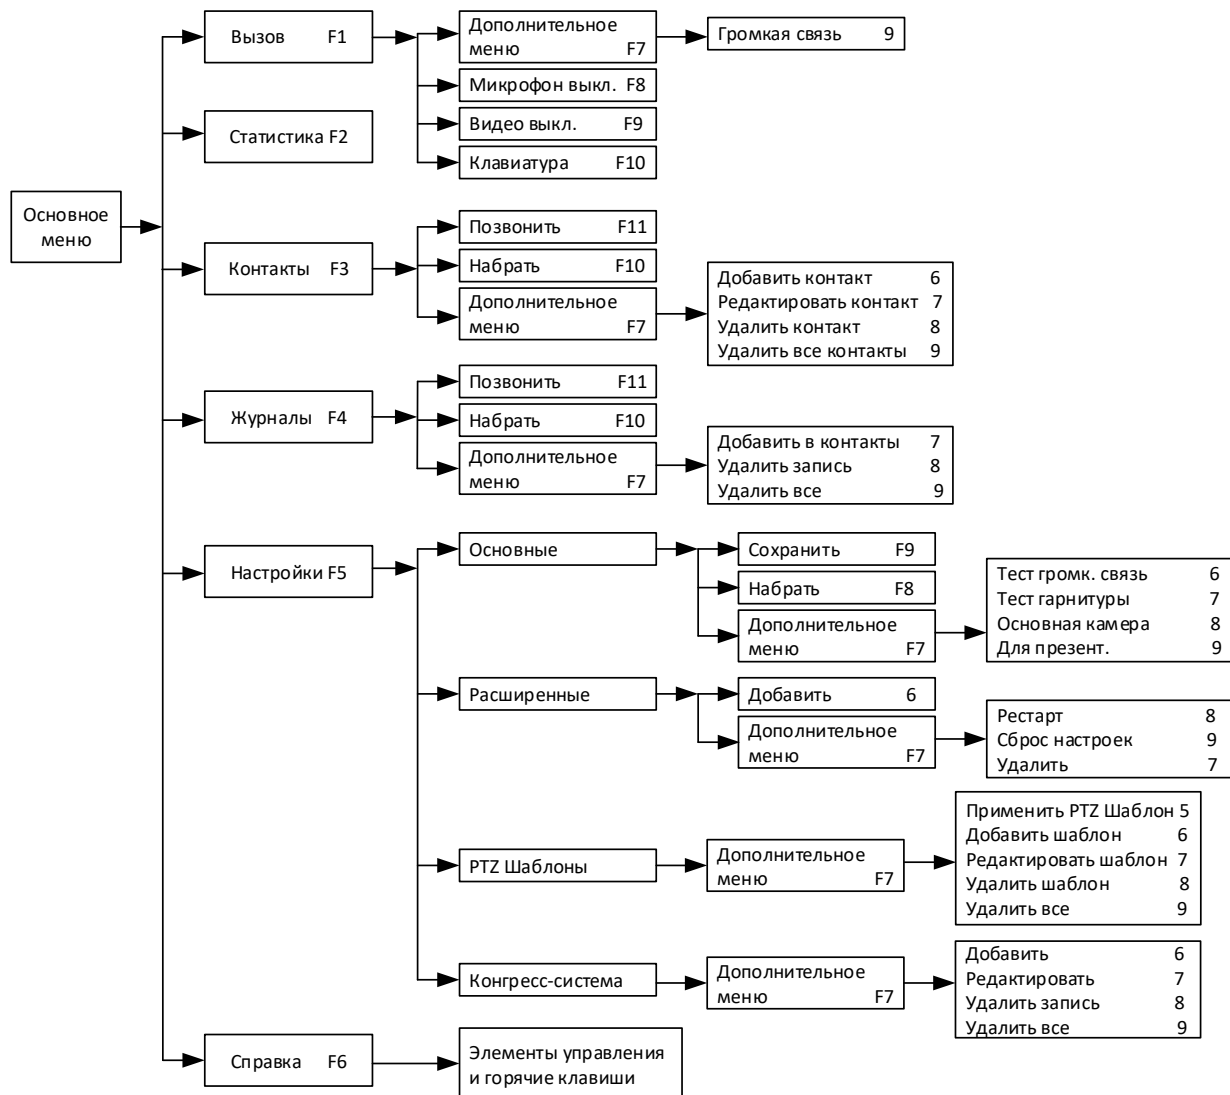 Основное
меню
Вызов F1
Дополнительное
меню F7
Громкая связь 9
Микрофон выкл. F8
Видео выкл. F9
Клавиатура F10
Статистика F2
Контакты F3
Позвонить F11
Набрать F10
Дополнительное
меню F7
Добавить контакт 6
Редактировать контакт 7
Удалить контакт 8
Удалить все контакты 9
Журналы F4
Позвонить F11
Набрать F10
Дополнительное
меню F7
Добавить в контакты 7
Удалить запись 8
Удалить все 9
Настройки F5
Основные
Сохранить F9
Набрать F8
Дополнительное
меню F7
Тест громк. связь 6
Тест гарнитуры 7
Основная камера 8
Для презент. 9
Расширенные
Добавить 6
Дополнительное
меню F7
Рестарт 8
Сброс настроек 9
Удалить 7
PTZ Шаблоны
Дополнительное
меню F7
Применить PTZ Шаблон 5
Добавить шаблон 6
Редактировать шаблон 7
Удалить шаблон 8
Удалить все 9
Конгресс-система
Дополнительное
меню F7
Добавить 6
Редактировать 7
Удалить запись 8
Удалить все 9
Справка F6
Элементы управления
и горячие клавиши